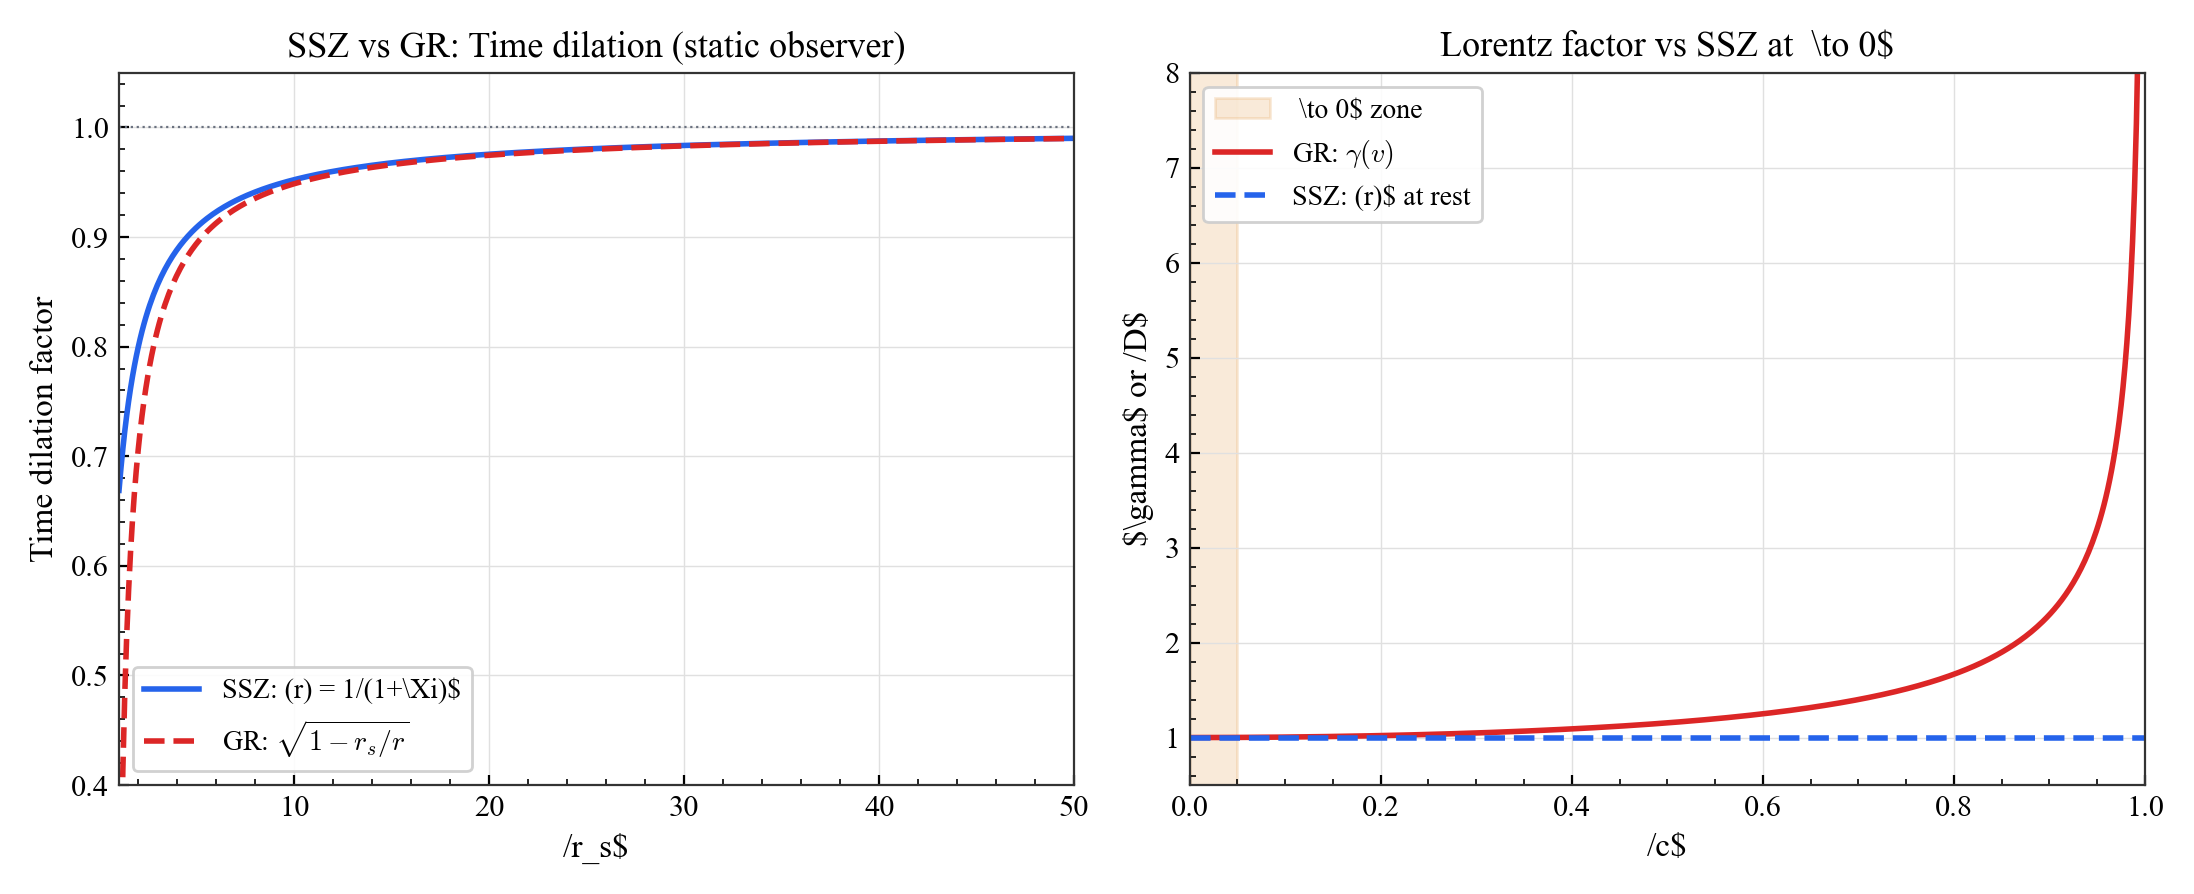 SSZ vs GR: Time dilation (static observer)
Time dilation factor
1.0
0.9
0.8
0.7
0.6
0.5
0.4
SSZ: (r) = 1/(1+\Xi)$
GR: √1 − r_s/r
10 20 30 40 50
/r_s$
Lorentz factor vs SSZ at \to 0$
$\gamma$ or /D$
8
7
6
5
4
3
2
1
\to 0$ zone
GR: γ(v)
SSZ: (r)$ at rest
0.0 0.2 0.4 0.6 0.8 1.0
/c$